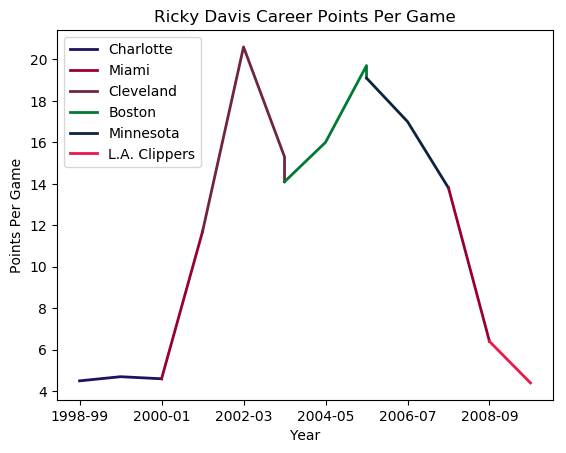 Ricky Davis Career Points Per Game
Charlotte
Miami
Cleveland
Boston
Minnesota
L.A. Clippers
Points Per Game
20
18
16
14
12
10
8
6
4
1998-99 2000-01 2002-03 2004-05 2006-07 2008-09
Year